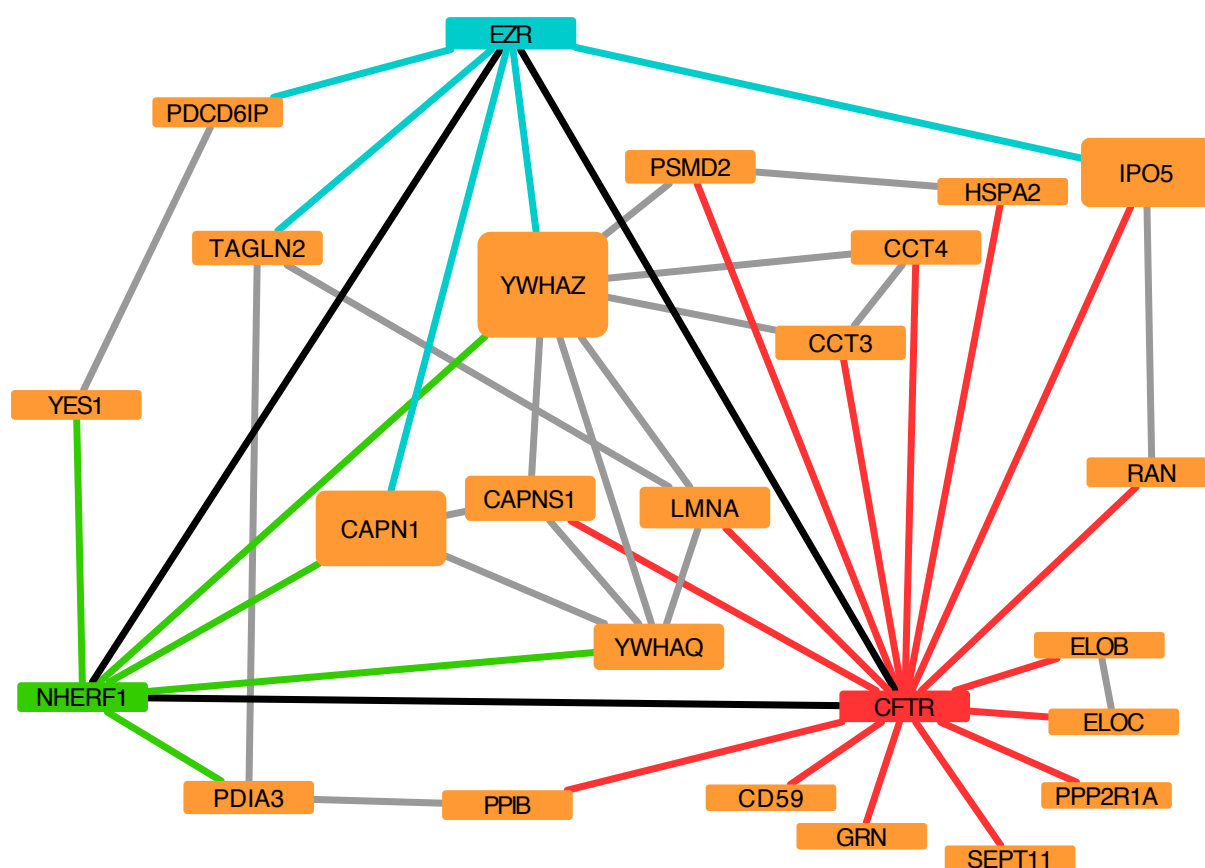 EZR
PDCD6IP
PSMD2
IPO5
HSPA2
TAGLN2
CCT4
YWHAZ
CCT3
YES1
RAN
CAPNS1
LMNA
CAPN1
YWHAQ
ELOB
NHERF1
CFTR
ELOC
PDIA3
PPIB
CD59
PPP2R1A
GRN
SEPT11